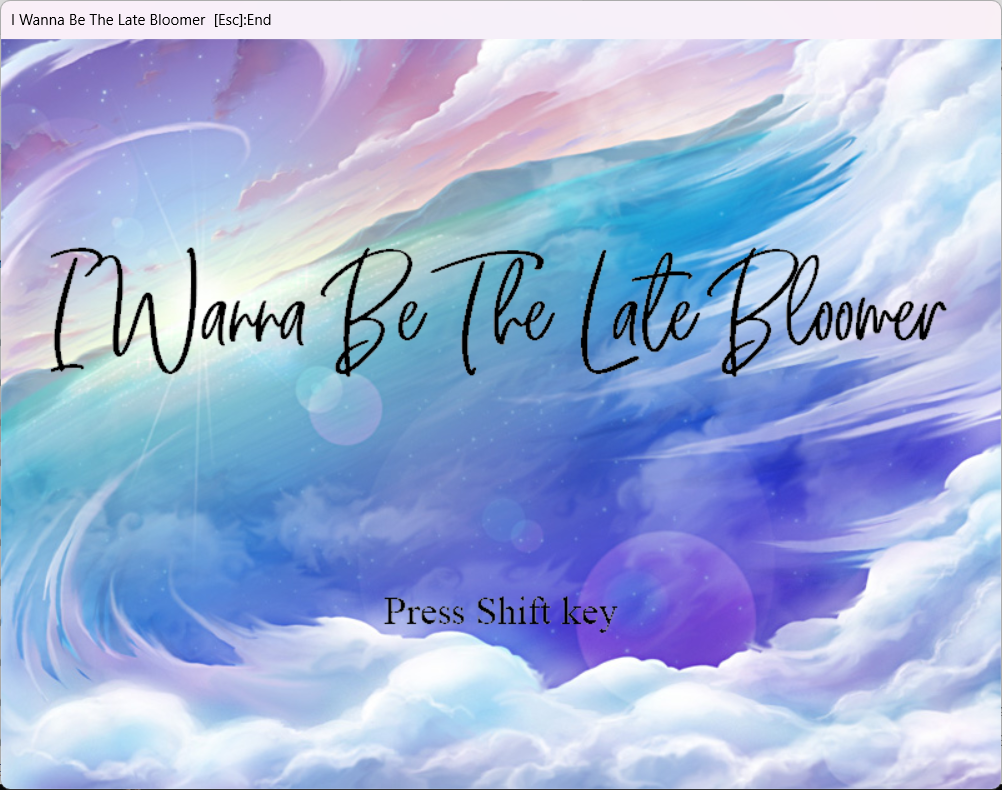 I Wanna Be The Late Bloomer  [Esc]:End
I Wanna Be The Late Bloomer
Press Shift key